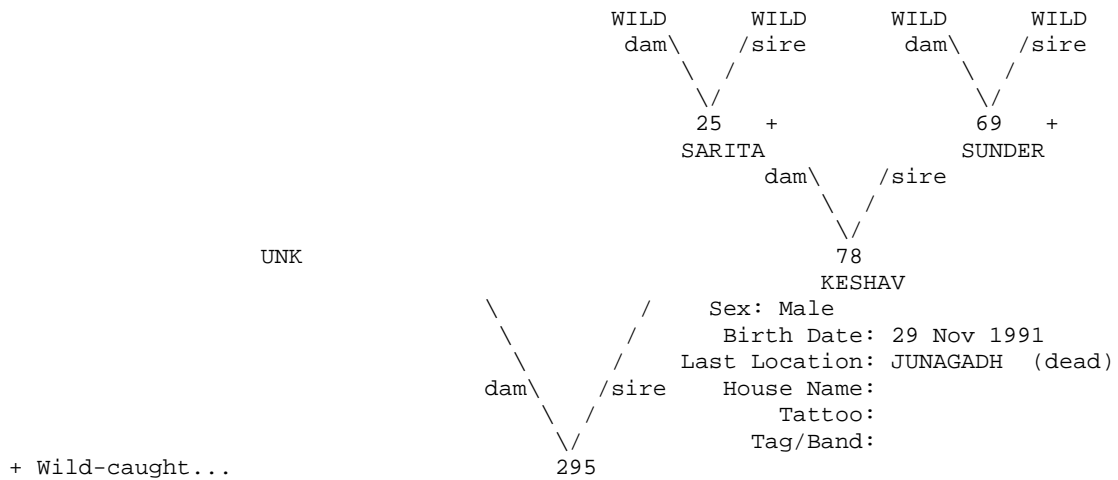 WILD WILD WILD WILD
dam\ /sire dam\ /sire
\ / \ /
\/ \/
25 + 69 +
SARITA SUNDER
dam\ /sire
\ /
\/
UNK 78
KESHAV
\ / Sex: Male
\ / Birth Date: 29 Nov 1991
\ / Last Location: JUNAGADH (dead)
dam\ /sire House Name:
\ / Tattoo:
\/ Tag/Band:
+ Wild-caught... 295